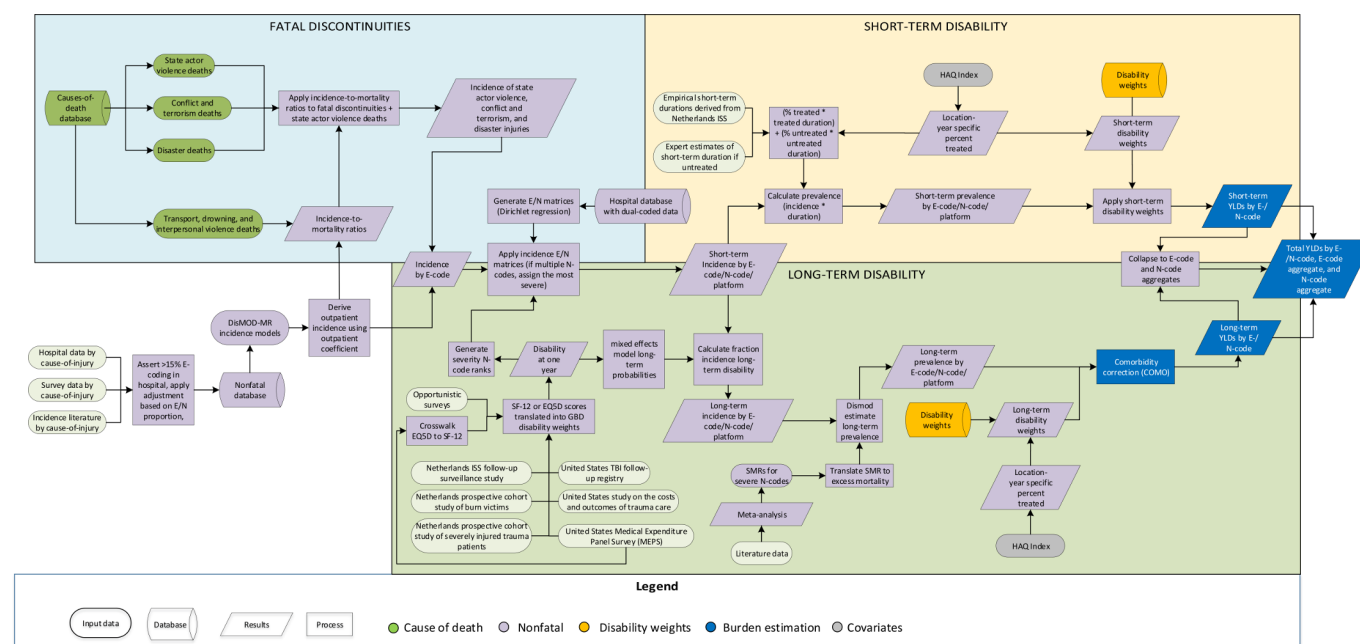 FATAL DISCONTINUITIES
SHORT-TERM DISABILITY
State actor
violence deaths
Causes-of-
death
database
Conflict and
terrorism deaths
Disaster deaths
Transport, drowning, and
interpersonal violence deaths
Apply incidence-to-mortality
ratios to fatal discontinuities +
state actor violence deaths
Incidence of state
actor violence,
conflict and
terrorism, and
disaster injuries
Incidence-to-
mortality ratios
Generate E/N matrices
(Dirichlet regression)
Hospital database
with dual-coded data
Empirical short-term
durations derived from
Netherlands ISS
Expert estimates of
short-term duration if
untreated
(% treated *
treated duration)
+ (% untreated *
untreated
duration)
HAQ Index
Location-
year specific
percent
treated
Disability
weights
Short-term
disability
weights
Calculate prevalence
(incidence *
duration)
Short-term prevalence
by E-code/N-code/
platform
Apply short-term
disability weights
Short-term
YLDs by E-/
N-code
Total YLDs by E-
/N-code, E-code
aggregate, and
N-code
aggregate
LONG-TERM DISABILITY
Incidence
by E-code
Apply incidence E/N
matrices (if multiple N-
codes, assign the most
severe)
Short-term
Incidence by E-
code/N-code/
platform
Collapse to E-code
and N-code
aggregates
DisMOD-MR
incidence models
Derive
outpatient
incidence using
outpatient
coefficient
Hospital data by
cause-of-injury
Survey data by
cause-of-injury
Incidence literature
by cause-of-injury
Assert >15% E-
coding in
hospital, apply
adjustment
based on E/N
proportion,
Nonfatal
database
Generate
severity N-
code ranks
Disability
at one
year
mixed effects
model long-
term
probabilities
Calculate fraction
incidence long-
term disability
Long-term
prevalence by
E-code/N-code/
platform
Comorbidity
correction (COMO)
Long-term
YLDs by E-/
N-code
Opportunistic
surveys
Crosswalk
EQ5D to SF-12
SF-12 or EQ5D scores
translated into GBD
disability weights
Long-term
incidence by E-
code/N-code/
platform
Dismod
estimate
long-term
prevalence
Disability
weights
Long-term
disability
weights
Netherlands ISS follow-up
surveillance study
United States TBI follow-
up registry
Netherlands prospective cohort
study of burn victims
United States study on the costs
and outcomes of trauma care
Netherlands prospective cohort
study of severely injured trauma
patients
United States Medical Expenditure
Panel Survey (MEPS)
SMRs for
severe N-codes
Translate SMR to
excess mortality
Meta-analysis
Literature data
Location-
year specific
percent
treated
HAQ Index
Legend
Input data
Database
Results
Process
Cause of death
Nonfatal
Disability weights
Burden estimation
Covariates